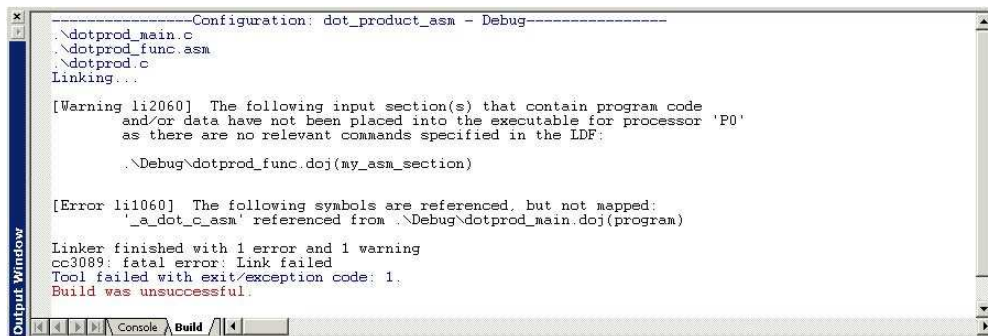 ----------------Configuration: dot_product_asm - Debug----------------
.\dotprod_main.c
.\dotprod_func.asm
.\dotprod.c
Linking...
[Warning li2060]  The following input section(s) that contain program code
and/or data have not been placed into the executable for processor 'P0'
as there are no relevant commands specified in the LDF:
.\Debug\dotprod_func.doj(my_asm_section)
[Error li1060]  The following symbols are referenced, but not mapped:
'_a_dot_c_asm' referenced from .\Debug\dotprod_main.doj(program)
Linker finished with 1 error and 1 warning
cc3089: fatal error: Link failed
Tool failed with exit/exception code: 1.
Build was unsuccessful.
Output Window
Console
Build